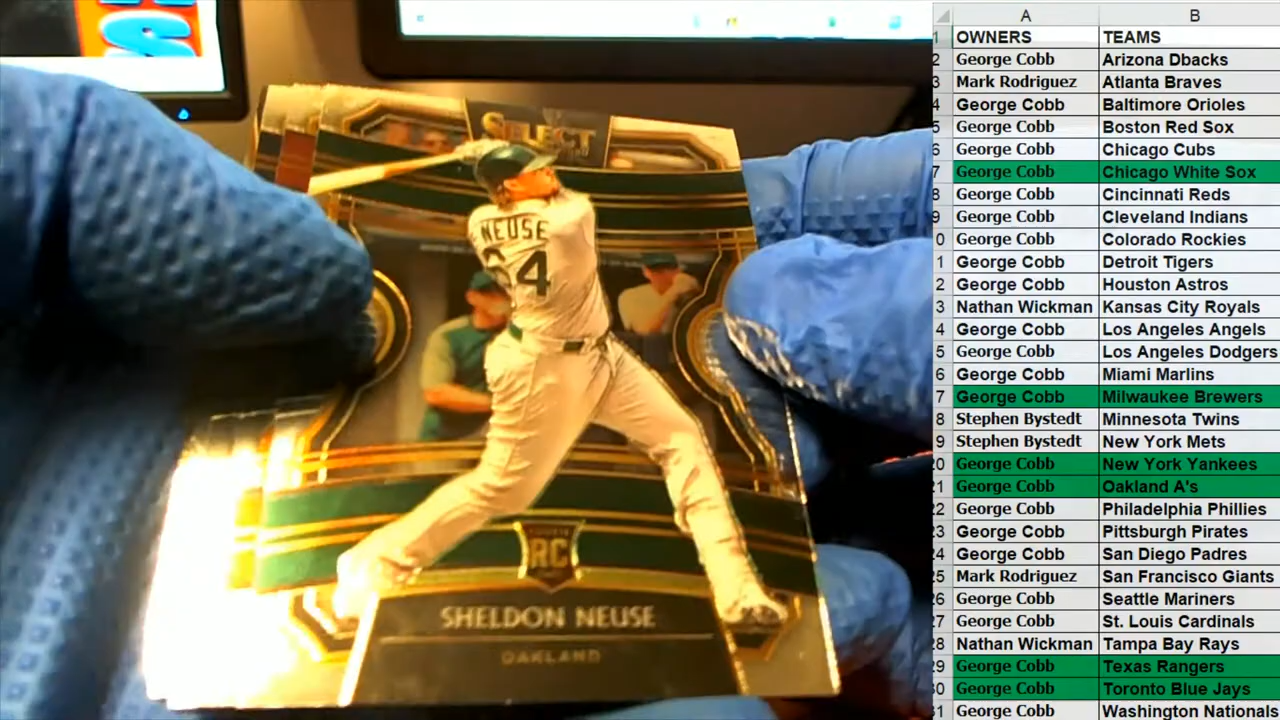 SELECT
NEUSE
64
RC
SHELDON NEUSE
OAKLAND
A B
1 OWNERS TEAMS
2 George Cobb Arizona Dbacks
3 Mark Rodriguez Atlanta Braves
4 George Cobb Baltimore Orioles
5 George Cobb Boston Red Sox
6 George Cobb Chicago Cubs
7 George Cobb Chicago White Sox
8 George Cobb Cincinnati Reds
9 George Cobb Cleveland Indians
0 George Cobb Colorado Rockies
1 George Cobb Detroit Tigers
2 George Cobb Houston Astros
3 Nathan Wickman Kansas City Royals
4 George Cobb Los Angeles Angels
5 George Cobb Los Angeles Dodgers
6 George Cobb Miami Marlins
7 George Cobb Milwaukee Brewers
8 Stephen Bystedt Minnesota Twins
9 Stephen Bystedt New York Mets
20 George Cobb New York Yankees
21 George Cobb Oakland A's
22 George Cobb Philadelphia Phillies
23 George Cobb Pittsburgh Pirates
24 George Cobb San Diego Padres
25 Mark Rodriguez San Francisco Giants
26 George Cobb Seattle Mariners
27 George Cobb St. Louis Cardinals
28 Nathan Wickman Tampa Bay Rays
29 George Cobb Texas Rangers
30 George Cobb Toronto Blue Jays
31 George Cobb Washington Nationals